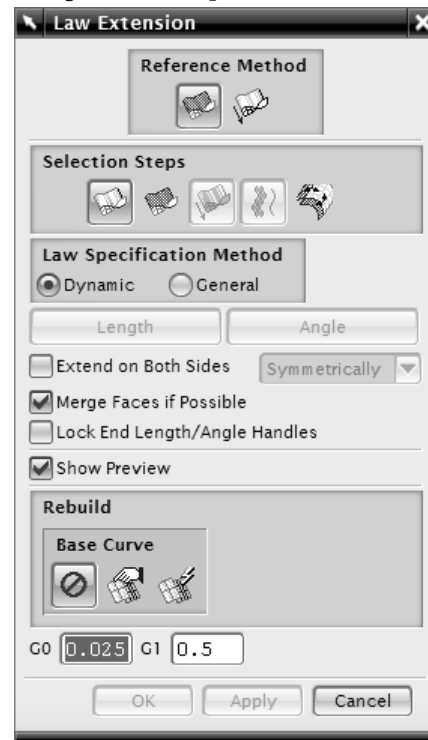 Law Extension
Reference Method
Selection Steps
Law Specification Method
Dynamic General
Length Angle
Extend on Both Sides Symmetrically
Merge Faces if Possible
Lock End Length/Angle Handles
Show Preview
Rebuild
Base Curve
G0 0.025 G1 0.5
OK Apply Cancel